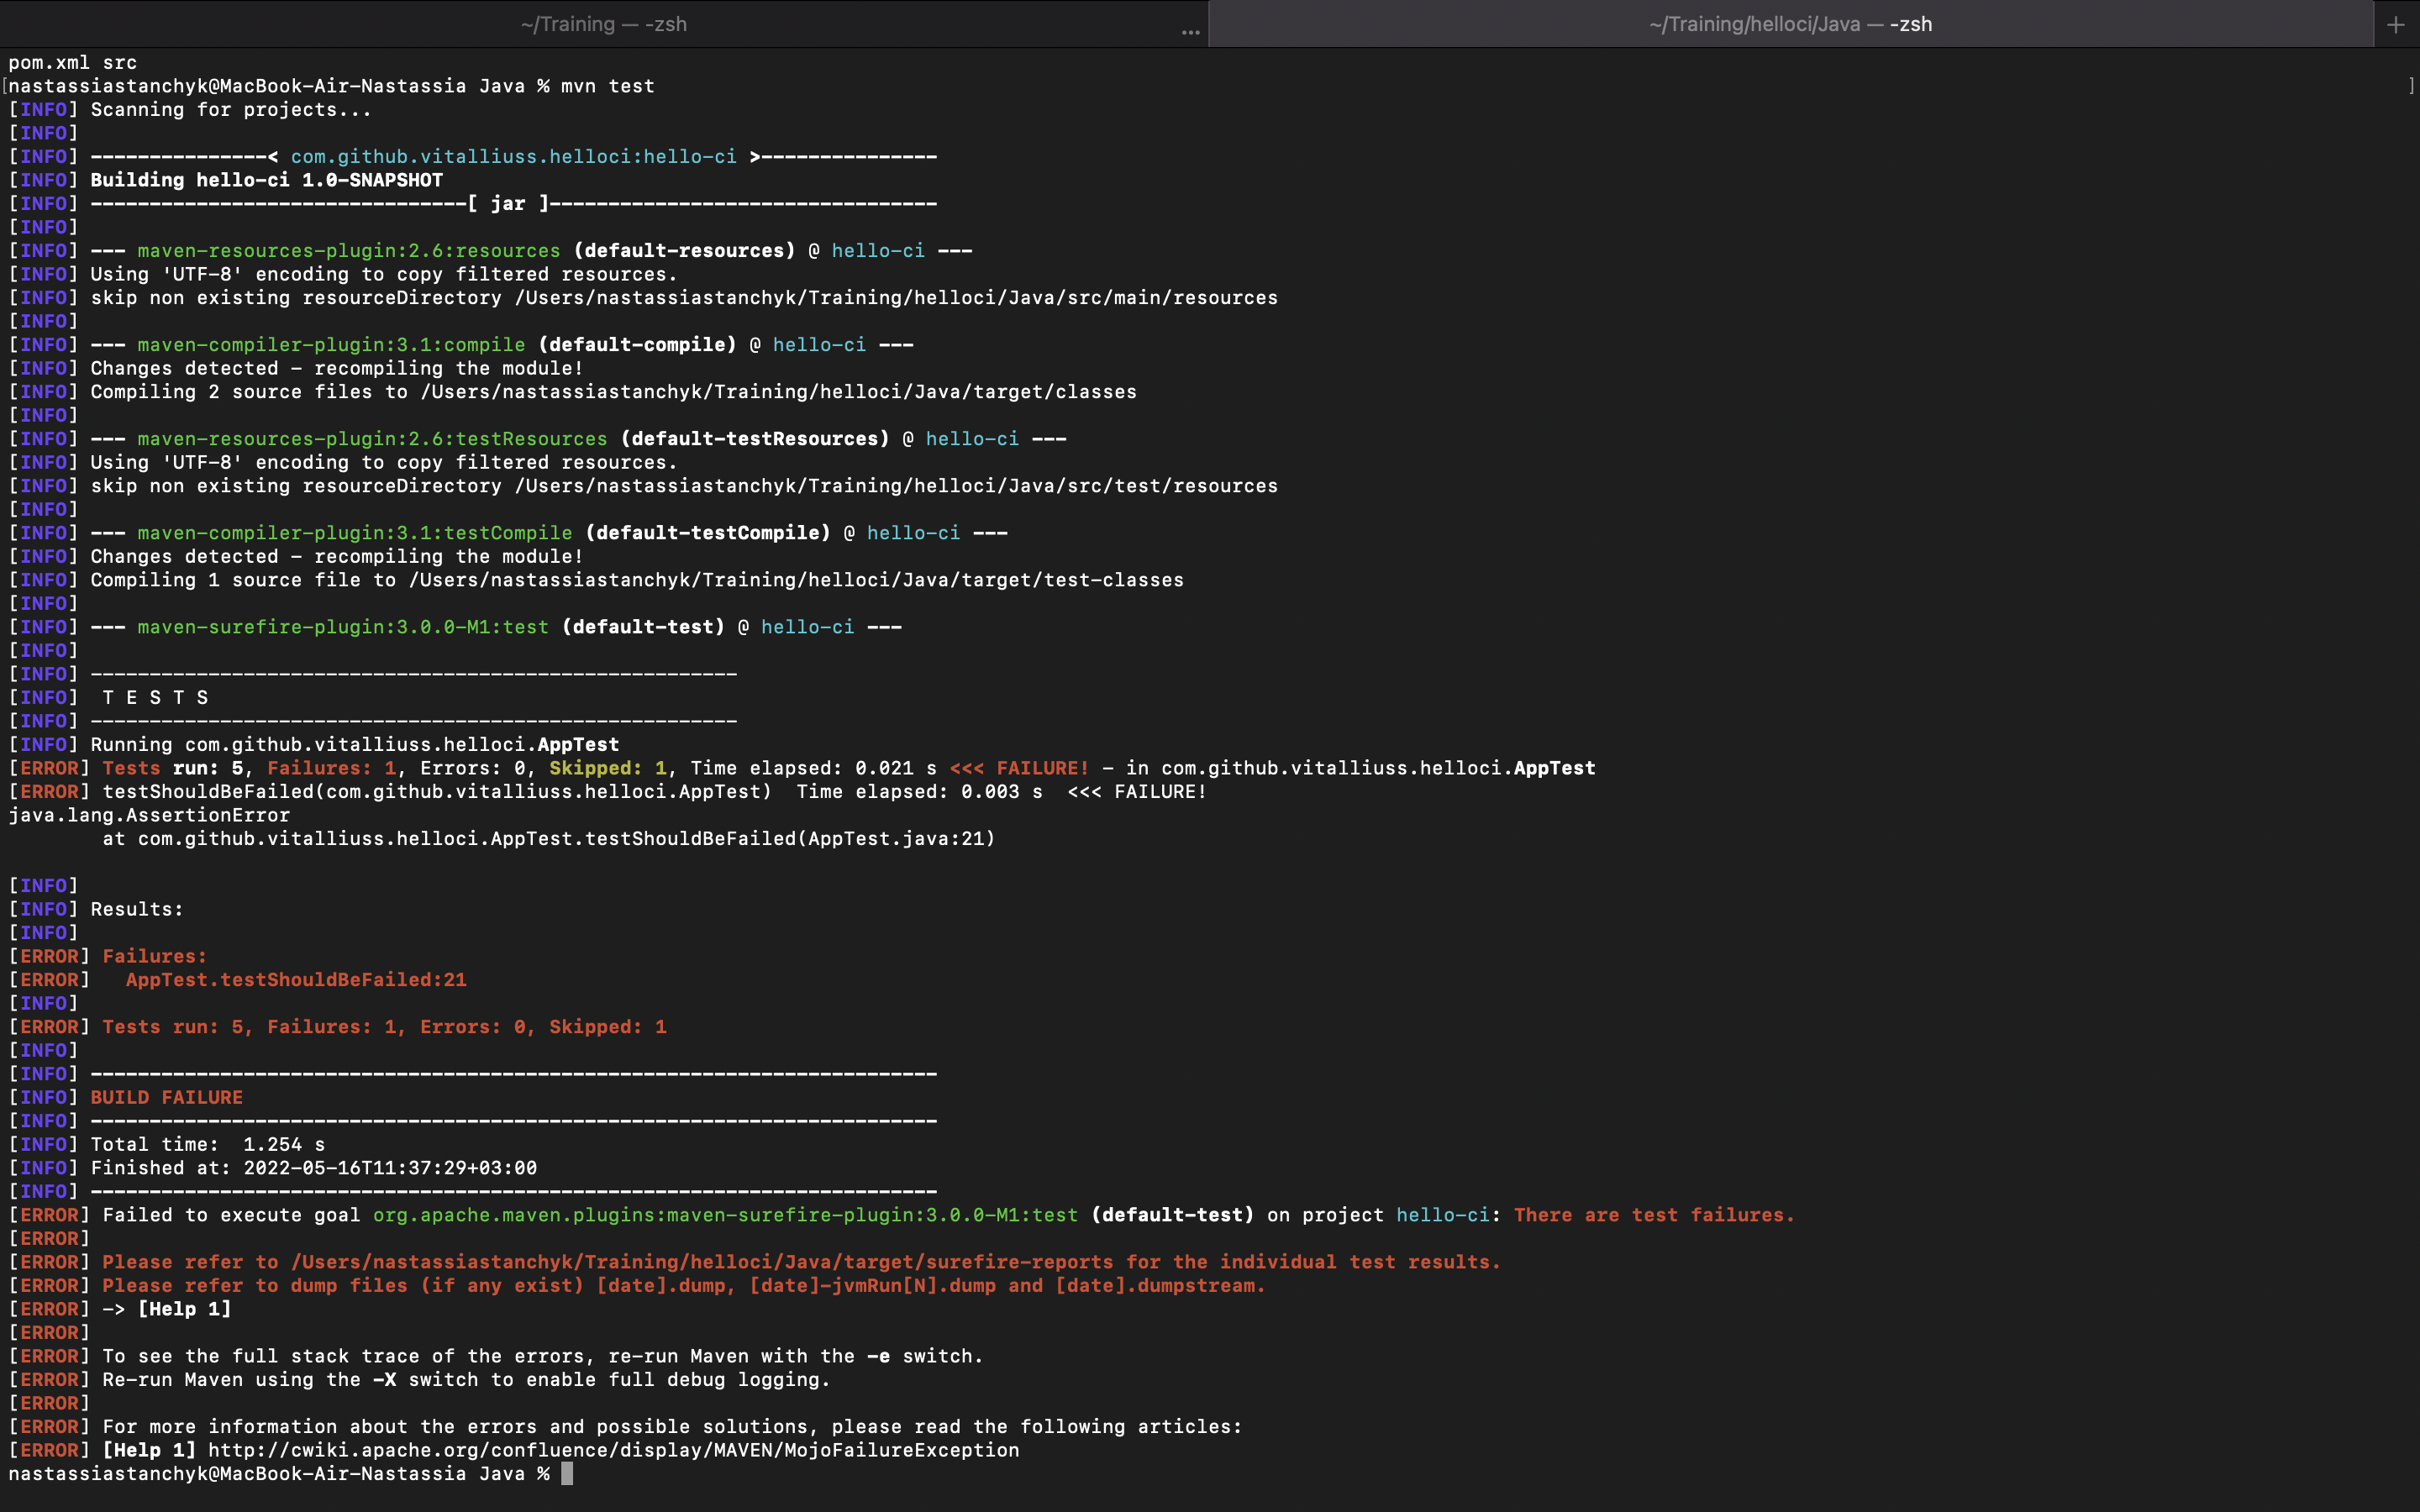 ~/Training — -zsh
...
~/Training/helloci/Java — -zsh
+
pom.xml src
[nastassiastanchyk@MacBook-Air-Nastassia Java % mvn test ]
[INFO] Scanning for projects...
[INFO]
[INFO] ---------------< com.github.vitalliuss.helloci:hello-ci >---------------
[INFO] Building hello-ci 1.0-SNAPSHOT
[INFO] --------------------------------[ jar ]---------------------------------
[INFO]
[INFO] --- maven-resources-plugin:2.6:resources (default-resources) @ hello-ci ---
[INFO] Using 'UTF-8' encoding to copy filtered resources.
[INFO] skip non existing resourceDirectory /Users/nastassiastanchyk/Training/helloci/Java/src/main/resources
[INFO]
[INFO] --- maven-compiler-plugin:3.1:compile (default-compile) @ hello-ci ---
[INFO] Changes detected - recompiling the module!
[INFO] Compiling 2 source files to /Users/nastassiastanchyk/Training/helloci/Java/target/classes
[INFO]
[INFO] --- maven-resources-plugin:2.6:testResources (default-testResources) @ hello-ci ---
[INFO] Using 'UTF-8' encoding to copy filtered resources.
[INFO] skip non existing resourceDirectory /Users/nastassiastanchyk/Training/helloci/Java/src/test/resources
[INFO]
[INFO] --- maven-compiler-plugin:3.1:testCompile (default-testCompile) @ hello-ci ---
[INFO] Changes detected - recompiling the module!
[INFO] Compiling 1 source file to /Users/nastassiastanchyk/Training/helloci/Java/target/test-classes
[INFO]
[INFO] --- maven-surefire-plugin:3.0.0-M1:test (default-test) @ hello-ci ---
[INFO]
[INFO] -------------------------------------------------------
[INFO]  T E S T S
[INFO] -------------------------------------------------------
[INFO] Running com.github.vitalliuss.helloci.AppTest
[ERROR] Tests run: 5, Failures: 1, Errors: 0, Skipped: 1, Time elapsed: 0.021 s <<< FAILURE! - in com.github.vitalliuss.helloci.AppTest
[ERROR] testShouldBeFailed(com.github.vitalliuss.helloci.AppTest)  Time elapsed: 0.003 s  <<< FAILURE!
java.lang.AssertionError
        at com.github.vitalliuss.helloci.AppTest.testShouldBeFailed(AppTest.java:21)
[INFO]
[INFO] Results:
[INFO]
[ERROR] Failures:
[ERROR]   AppTest.testShouldBeFailed:21
[INFO]
[ERROR] Tests run: 5, Failures: 1, Errors: 0, Skipped: 1
[INFO]
[INFO] ------------------------------------------------------------------------
[INFO] BUILD FAILURE
[INFO] ------------------------------------------------------------------------
[INFO] Total time:  1.254 s
[INFO] Finished at: 2022-05-16T11:37:29+03:00
[INFO] ------------------------------------------------------------------------
[ERROR] Failed to execute goal org.apache.maven.plugins:maven-surefire-plugin:3.0.0-M1:test (default-test) on project hello-ci: There are test failures.
[ERROR]
[ERROR] Please refer to /Users/nastassiastanchyk/Training/helloci/Java/target/surefire-reports for the individual test results.
[ERROR] Please refer to dump files (if any exist) [date].dump, [date]-jvmRun[N].dump and [date].dumpstream.
[ERROR] -> [Help 1]
[ERROR]
[ERROR] To see the full stack trace of the errors, re-run Maven with the -e switch.
[ERROR] Re-run Maven using the -X switch to enable full debug logging.
[ERROR]
[ERROR] For more information about the errors and possible solutions, please read the following articles:
[ERROR] [Help 1] http://cwiki.apache.org/confluence/display/MAVEN/MojoFailureException
nastassiastanchyk@MacBook-Air-Nastassia Java %